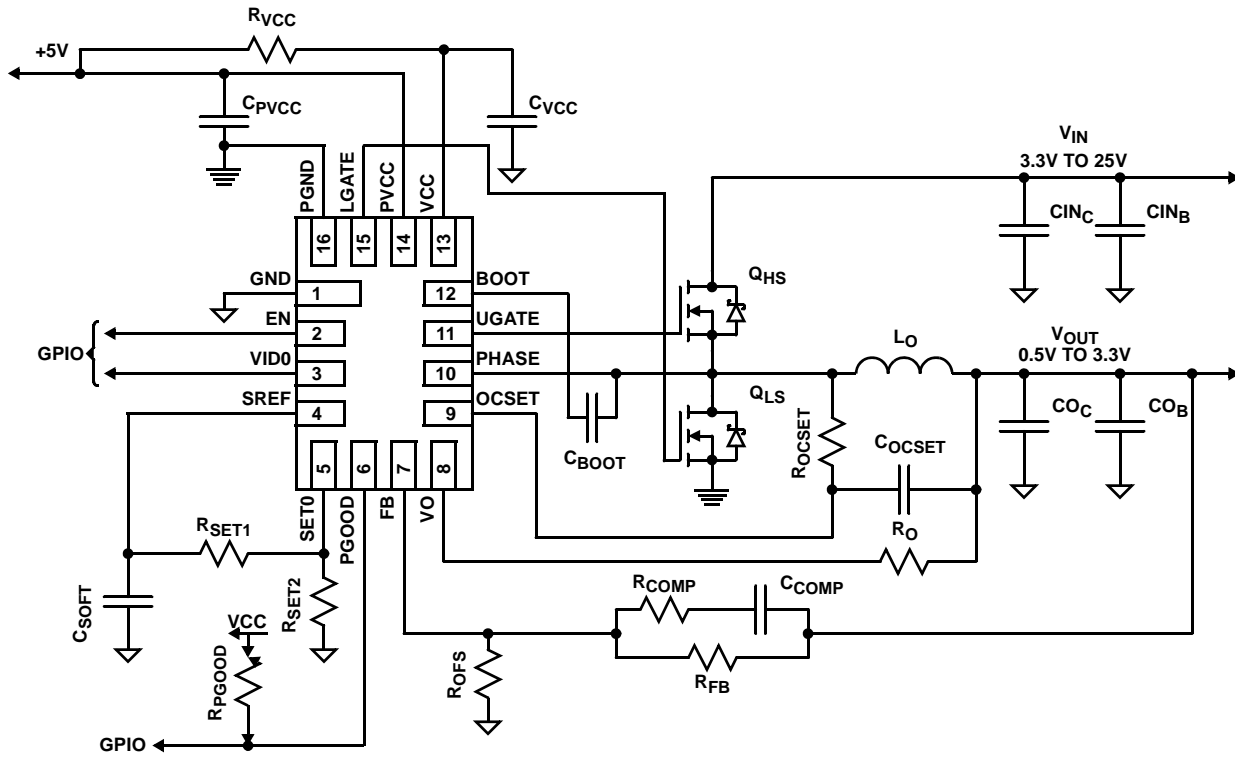 RVCC
+5V
CPVCC
CVCC
VIN
3.3V TO 25V
PGND
LGATE
PVCC
VCC
16
15
14
13
CINC
CINB
GND
1
12
BOOT
QHS
EN
2
11
UGATE
GPIO
VID0
3
10
PHASE
LO
VOUT
0.5V TO 3.3V
SREF
4
9
OCSET
QLS
5
6
7
8
CBOOT
ROCSET
COCSET
COC
COB
SET0
PGOOD
FB
VO
RSET1
RO
CSOFT
RSET2
RCOMP
CCOMP
VCC
RPGOOD
ROFS
RFB
GPIO